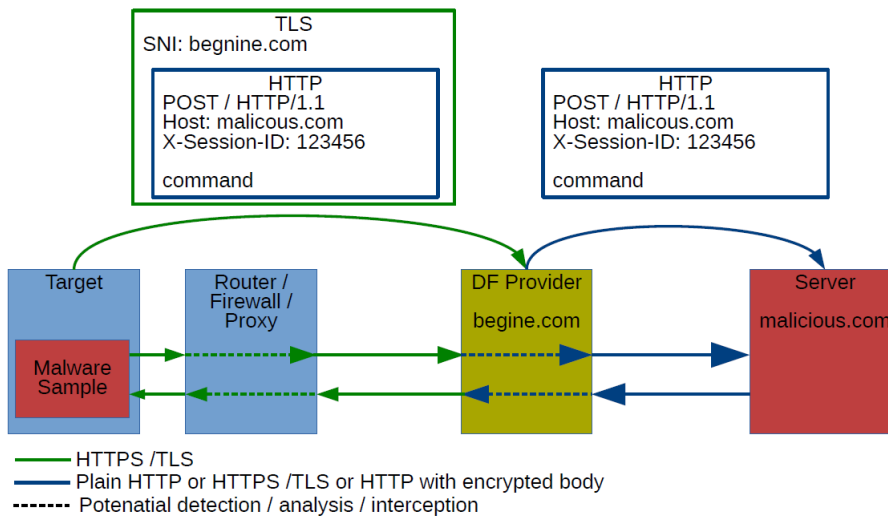 TLS
SNI: begnine.com
HTTP
POST / HTTP/1.1
Host: malicous.com
X-Session-ID: 123456
command
HTTP
POST / HTTP/1.1
Host: malicous.com
X-Session-ID: 123456
command
Target
Malware
Sample
Router /
Firewall /
Proxy
DF Provider
begine.com
Server
malicious.com
HTTPS /TLS
Plain HTTP or HTTPS /TLS or HTTP with encrypted body
Potenatial detection / analysis / interception